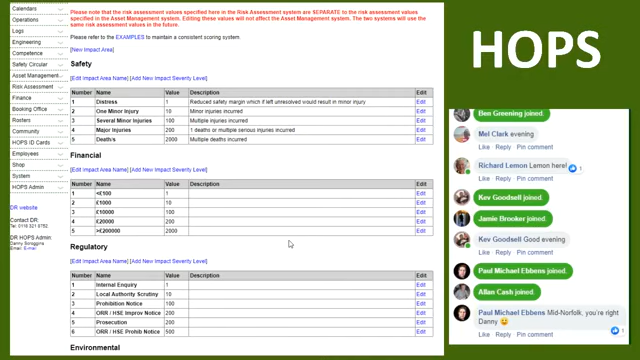 Calendars
Operations
Logs
Engineering
Competence
Safety Circular
Asset Management
Risk Assessment
Finance
Booking Office
Rosters
Community
HOPS ID Cards
Employees
Shop
System
HOPS Admin
DR website
Contact DR:
DR HOPS Admin:
Danny Scroggins
Email: E-mail
Please note that the risk assessment values specified here in the Risk Assessment system are SEPARATE to the risk assessment values
specified in the Asset Management system. Editing these values will not affect the Asset Management system. The two systems will use the
same risk assessment values in the future.
Please refer to the EXAMPLES to maintain a consistent scoring system.
[New Impact Area]
Safety
[Edit Impact Area Name] [Add New Impact Severity Level]
Number Name Value Description Edit
1 Distress 1 Reduced safety margin which if left unresolved would result in minor injury Edit
2 One Minor Injury 10 Minor injuries incurred Edit
3 Several Minor Injuries 100 Multiple injuries incurred Edit
4 Major Injuries 200 1 deaths or multiple serious injuries incurred Edit
5 Death/s 2000 Multiple deaths incurred Edit
Financial
[Edit Impact Area Name] [Add New Impact Severity Level]
Number Name Value Description Edit
1 <£100 1 Edit
2 £1000 10 Edit
3 £10000 100 Edit
4 £20000 200 Edit
5 >£200000 2000 Edit
Regulatory
[Edit Impact Area Name] [Add New Impact Severity Level]
Number Name Value Description Edit
1 Internal Enquiry 1 Edit
2 Local Authority Scrutiny 10 Edit
3 Prohibition Notice 100 Edit
4 ORR / HSE Improv Notice 200 Edit
5 Prosecution 200 Edit
6 ORR / HSE Prohib Notice 500 Edit
Environmental
HOPS
Ben Greening joined.
Mel Clark evening
Like Reply Pin comment
Richard Lemon Lemon here!
1
Like Reply Pin comment
Kev Goodsell joined.
Jamie Brooker joined.
Kev Goodsell Good evening
Like Reply Pin comment
Paul Michael Ebbens joined.
Allan Cash joined.
Paul Michael Ebbens Mid-Norfolk, you're right
Danny
1
Like Reply Pin comment